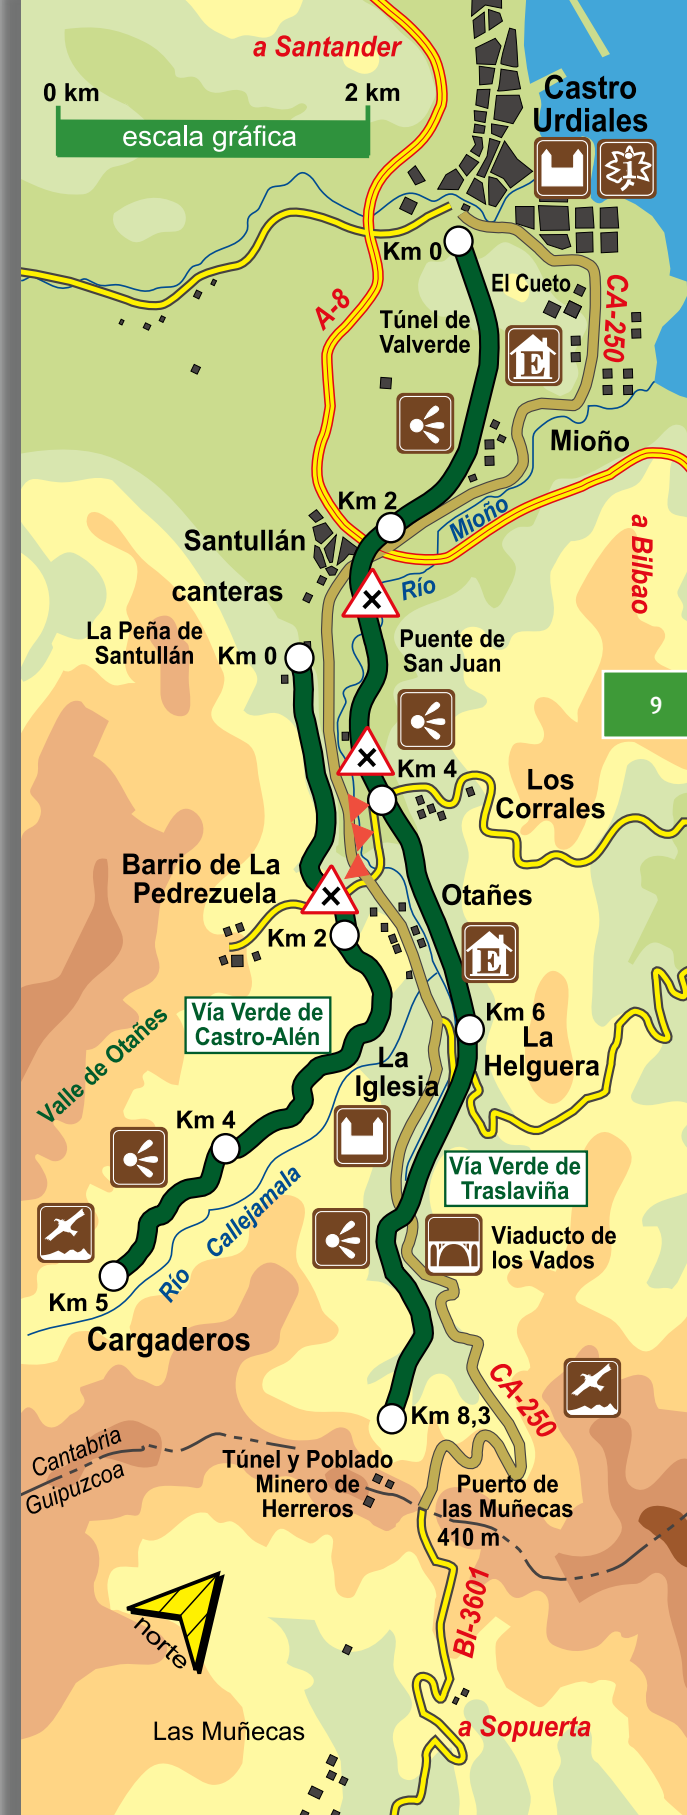 a Santander
0 km
2 km
escala gráfica
Castro
Urdiales
i
Km 0
El Cueto
CA-250
A-8
Túnel de
Valverde
E
Mioño
Km 2
Río Mioño
a Bilbao
Santullán
canteras
La Peña de
Santullán
Km 0
Puente de
San Juan
9
Km 4
Los
Corrales
Barrio de La
Pedrezuela
Otañes
Km 2
E
Vía Verde de
Castro-Alén
Km 6
La
Helguera
Valle de Otañes
La
Iglesia
Km 4
Vía Verde de
Traslaviña
Río Callejamala
Viaducto de
los Vados
Km 5
Cargaderos
CA-250
Km 8,3
Cantabria
Guipuzcoa
Túnel y Poblado
Minero de
Herreros
Puerto de
las Muñecas
410 m
BI-3601
norte
Las Muñecas
a Sopuerta